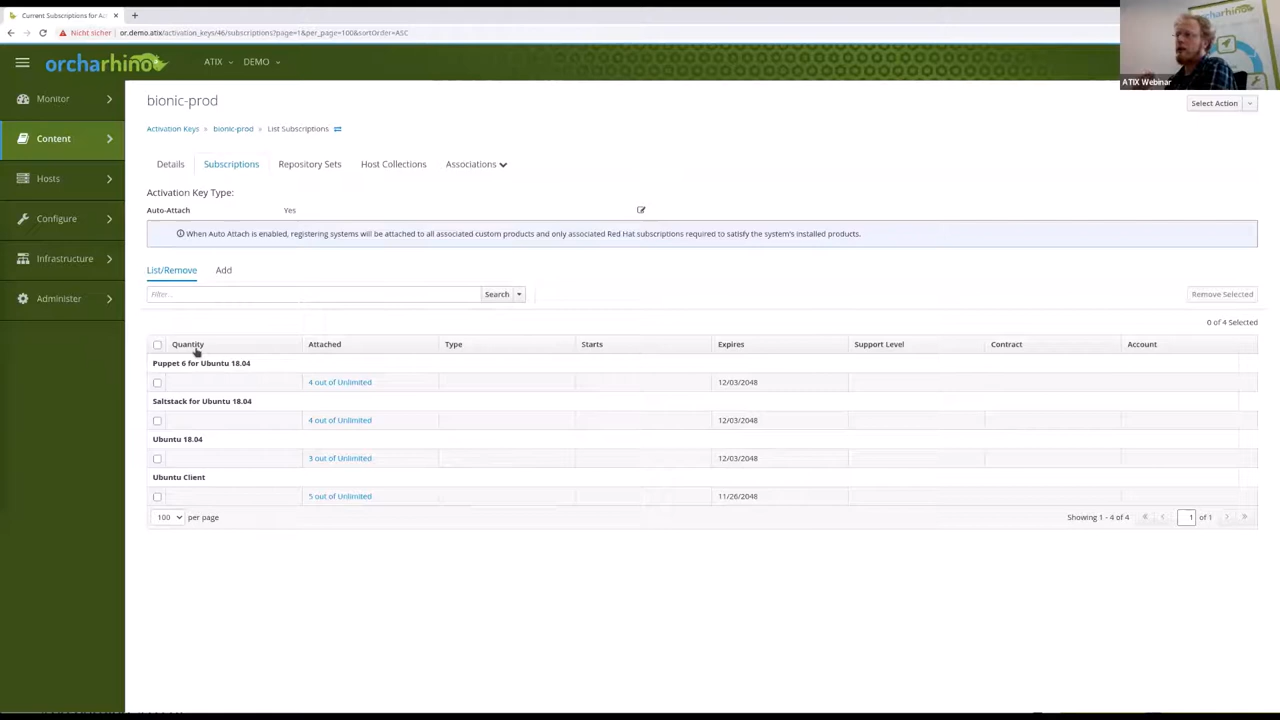 Current Subscriptions for Ac
Nicht sicher or.demo.atix/activation_keys/46/subscriptions?page=1&per_page=100&sortOrder=ASC
orcharhino
ATIX DEMO
orcharhino
ATIX Webinar
Monitor
Content
Hosts
Configure
Infrastructure
Administer
bionic-prod
Select Action
Activation Keys » bionic-prod » List Subscriptions
Details Subscriptions Repository Sets Host Collections Associations
Activation Key Type:
Auto-Attach Yes
When Auto Attach is enabled, registering systems will be attached to all associated custom products and only associated Red Hat subscriptions required to satisfy the system's installed products.
List/Remove Add
Filter... Search Remove Selected
0 of 4 Selected
Quantity Attached Type Starts Expires Support Level Contract Account
Puppet 6 for Ubuntu 18.04
4 out of Unlimited 12/03/2048
Saltstack for Ubuntu 18.04
4 out of Unlimited 12/03/2048
Ubuntu 18.04
3 out of Unlimited 12/03/2048
Ubuntu Client
5 out of Unlimited 11/26/2048
100 per page Showing 1 - 4 of 4 « 1 of 1 »